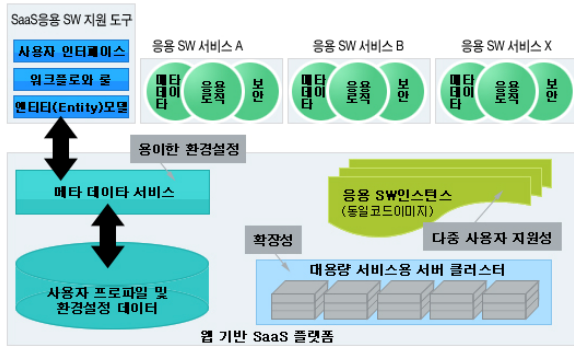 SaaS응용 SW 지원 도구
사용자 인터페이스
워크플로와 룰
엔티티(Entity)모델
응용 SW 서비스 A
메타
데이
타
응용
로직
보
안
응용 SW 서비스 B
메타
데이
타
응용
로직
보
안
응용 SW 서비스 X
메타
데이
타
응용
로직
보
안
용이한 환경설정
메타 데이타 서비스
응용 SW인스턴스
(동일코드이미지)
다중 사용자 지원성
확장성
대용량 서비스용 서버 클러스터
사용자 프로파일 및
환경설정 데이터
웹 기반 SaaS 플랫폼